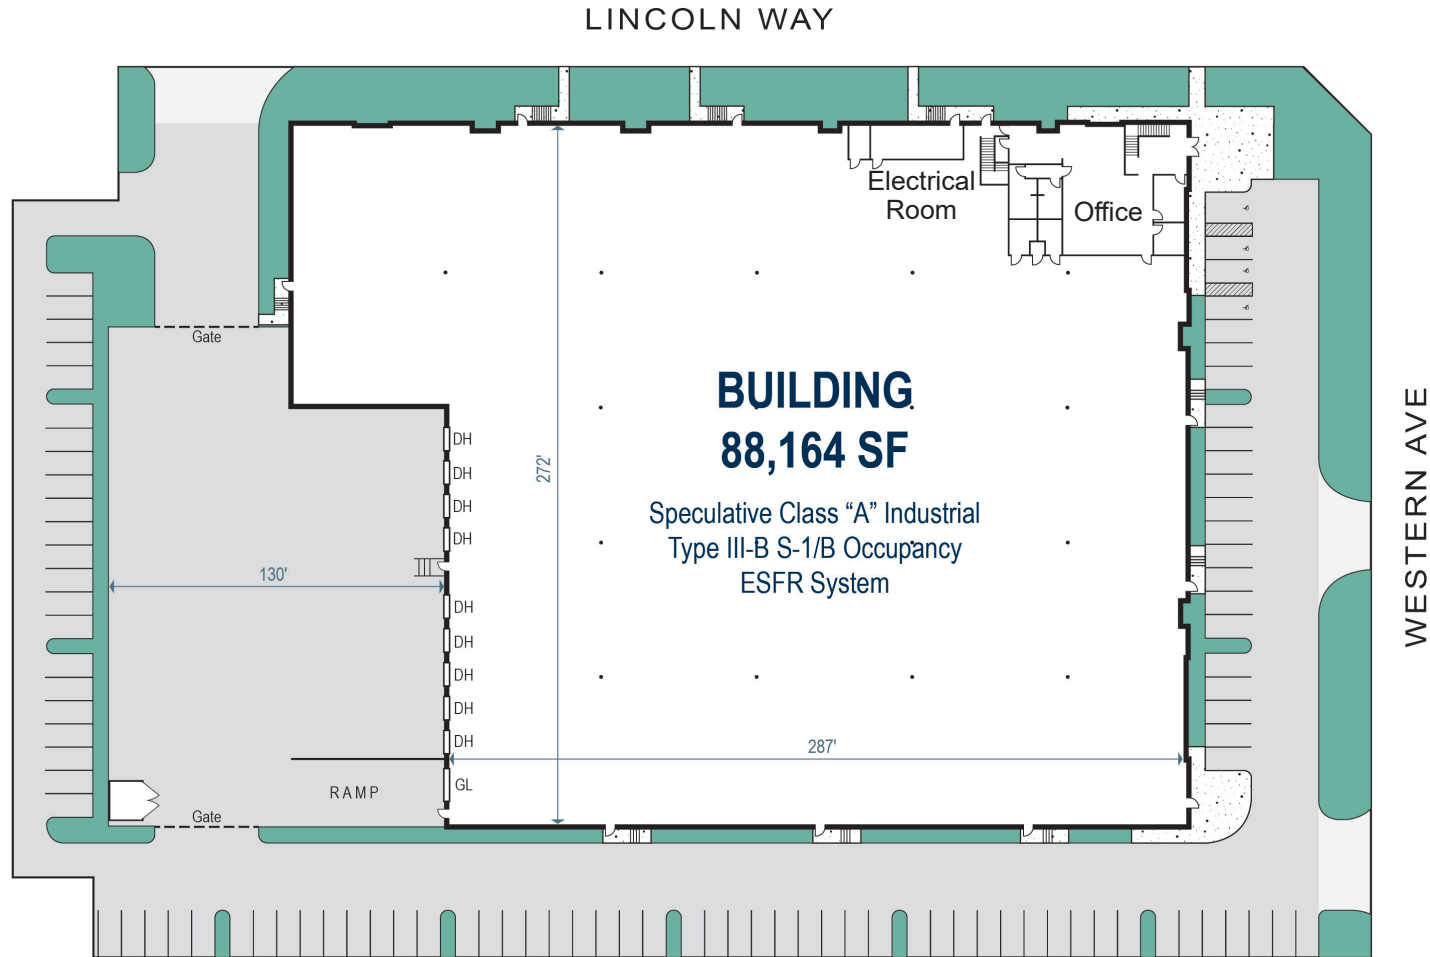 LINCOLN WAY
Electrical
Room
Office
Gate
BUILDING
88,164 SF
Speculative Class “A” Industrial
Type III-B S-1/B Occupancy
ESFR System
WESTERN AVE
272'
DH
DH
DH
DH
130'
DH
DH
DH
DH
DH
287'
GL
RAMP
Gate